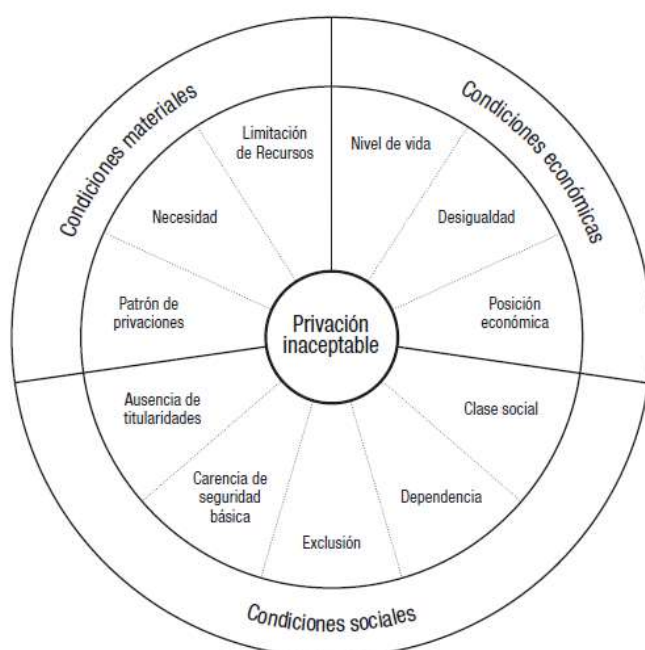 Condiciones materiales
Condiciones económicas
Limitación
de Recursos
Nivel de vida
Necesidad
Desigualdad
Patrón de
privaciones
Privación
inaceptable
Posición
económica
Ausencia de
titularidades
Clase social
Carencia de
seguridad
básica
Dependencia
Exclusión
Condiciones sociales